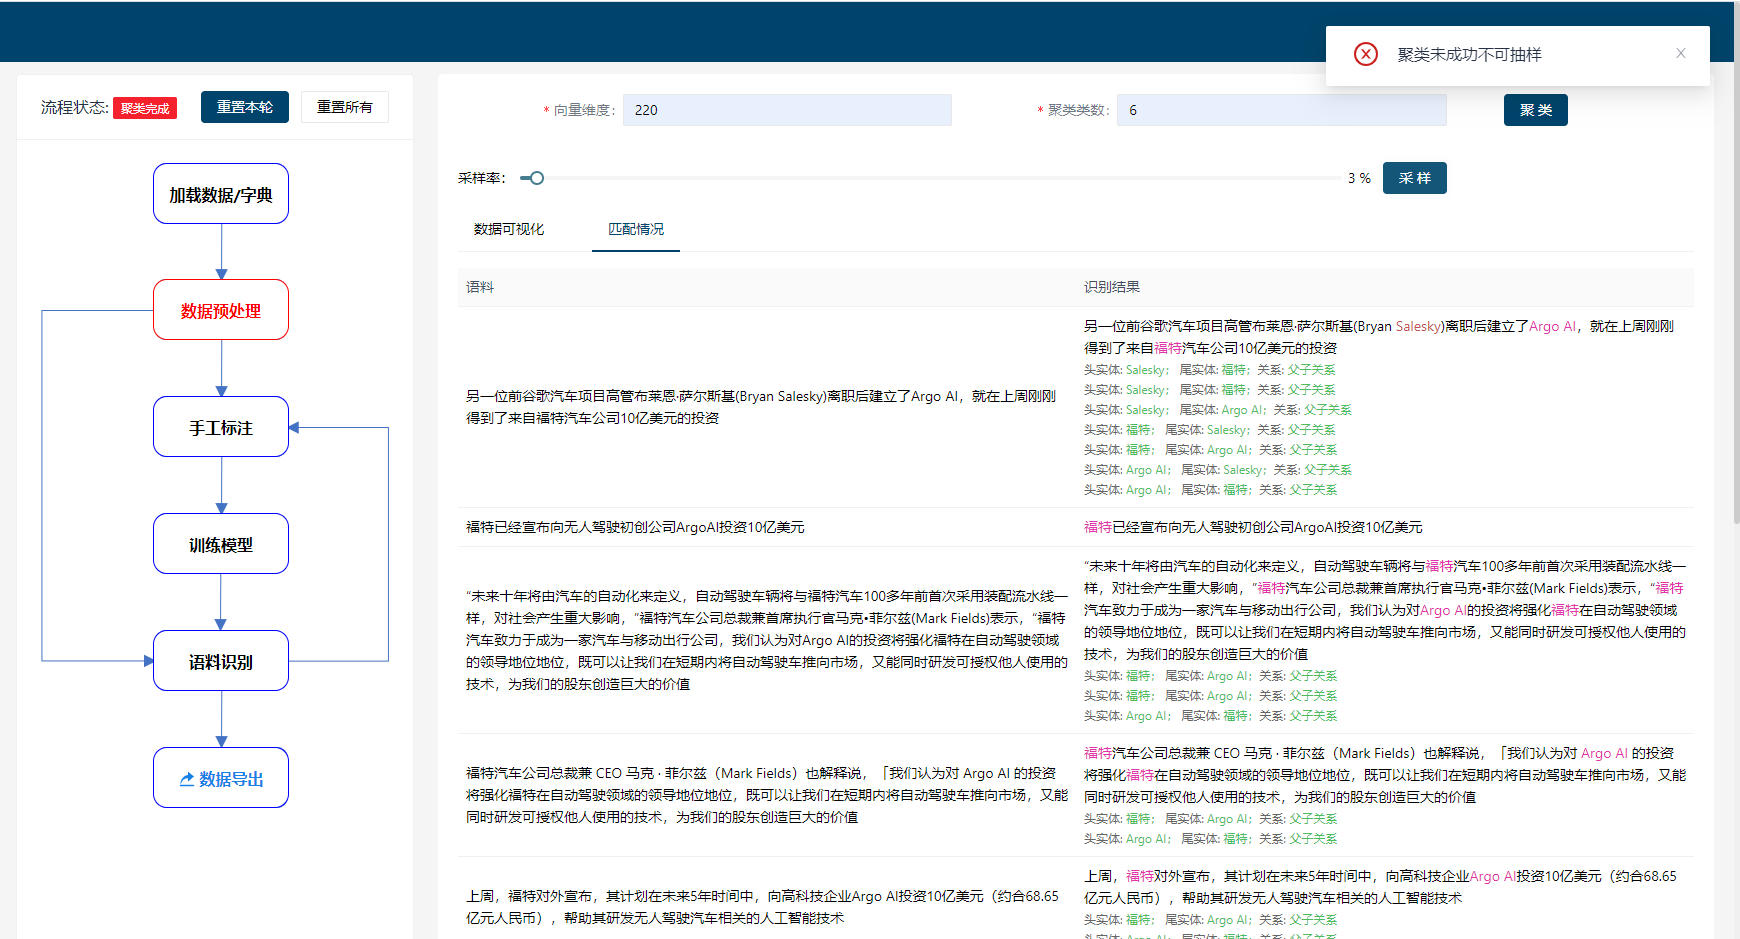 聚类未成功不可抽样
流程状态: 聚类完成 重置本轮 重置所有
加载数据/字典
数据预处理
手工标注
训练模型
语料识别
数据导出
* 向量维度: 220 * 聚类类数: 6 聚 类
采样率: 3 % 采 样
数据可视化 匹配情况
语料 识别结果
另一位前谷歌汽车项目高管布莱恩·萨尔斯基(Bryan Salesky)离职后建立了Argo AI，就在上周刚刚
得到了来自福特汽车公司10亿美元的投资
另一位前谷歌汽车项目高管布莱恩·萨尔斯基(Bryan Salesky)离职后建立了Argo AI，就在上周刚刚
得到了来自福特汽车公司10亿美元的投资
头实体: Salesky; 尾实体: 福特; 关系: 父子关系
头实体: Salesky; 尾实体: 福特; 关系: 父子关系
头实体: Salesky; 尾实体: Argo AI; 关系: 父子关系
头实体: 福特; 尾实体: Salesky; 关系: 父子关系
头实体: 福特; 尾实体: Argo AI; 关系: 父子关系
头实体: Argo AI; 尾实体: Salesky; 关系: 父子关系
头实体: Argo AI; 尾实体: 福特; 关系: 父子关系
福特已经宣布向无人驾驶初创公司ArgoAI投资10亿美元
福特已经宣布向无人驾驶初创公司ArgoAI投资10亿美元
“未来十年将由汽车的自动化来定义，自动驾驶车辆将与福特汽车100多年前首次采用装配流水线一
样，对社会产生重大影响，”福特汽车公司总裁兼首席执行官马克•菲尔兹(Mark Fields)表示，“福特
汽车致力于成为一家汽车与移动出行公司，我们认为对Argo AI的投资将强化福特在自动驾驶领域
的领导地位地位，既可以让我们在短期内将自动驾驶车推向市场，又能同时研发可授权他人使用的
技术，为我们的股东创造巨大的价值
“未来十年将由汽车的自动化来定义，自动驾驶车辆将与福特汽车100多年前首次采用装配流水线一
样，对社会产生重大影响，”福特汽车公司总裁兼首席执行官马克•菲尔兹(Mark Fields)表示，“福特
汽车致力于成为一家汽车与移动出行公司，我们认为对Argo AI的投资将强化福特在自动驾驶领域
的领导地位地位，既可以让我们在短期内将自动驾驶车推向市场，又能同时研发可授权他人使用的
技术，为我们的股东创造巨大的价值
头实体: 福特; 尾实体: Argo AI; 关系: 父子关系
头实体: 福特; 尾实体: Argo AI; 关系: 父子关系
头实体: Argo AI; 尾实体: 福特; 关系: 父子关系
福特汽车公司总裁兼 CEO 马克 · 菲尔兹（Mark Fields）也解释说，「我们认为对 Argo AI 的投资
将强化福特在自动驾驶领域的领导地位地位，既可以让我们在短期内将自动驾驶车推向市场，又能
同时研发可授权他人使用的技术，为我们的股东创造巨大的价值
福特汽车公司总裁兼 CEO 马克 · 菲尔兹（Mark Fields）也解释说，「我们认为对 Argo AI 的投资
将强化福特在自动驾驶领域的领导地位地位，既可以让我们在短期内将自动驾驶车推向市场，又能
同时研发可授权他人使用的技术，为我们的股东创造巨大的价值
头实体: 福特; 尾实体: Argo AI; 关系: 父子关系
头实体: Argo AI; 尾实体: 福特; 关系: 父子关系
上周，福特对外宣布，其计划在未来5年时间中，向高科技企业Argo AI投资10亿美元（约合68.65
亿元人民币），帮助其研发无人驾驶汽车相关的人工智能技术
上周，福特对外宣布，其计划在未来5年时间中，向高科技企业Argo AI投资10亿美元（约合68.65
亿元人民币），帮助其研发无人驾驶汽车相关的人工智能技术
头实体: 福特; 尾实体: Argo AI; 关系: 父子关系
头实体: Argo AI; 尾实体: 福特; 关系: 父子关系